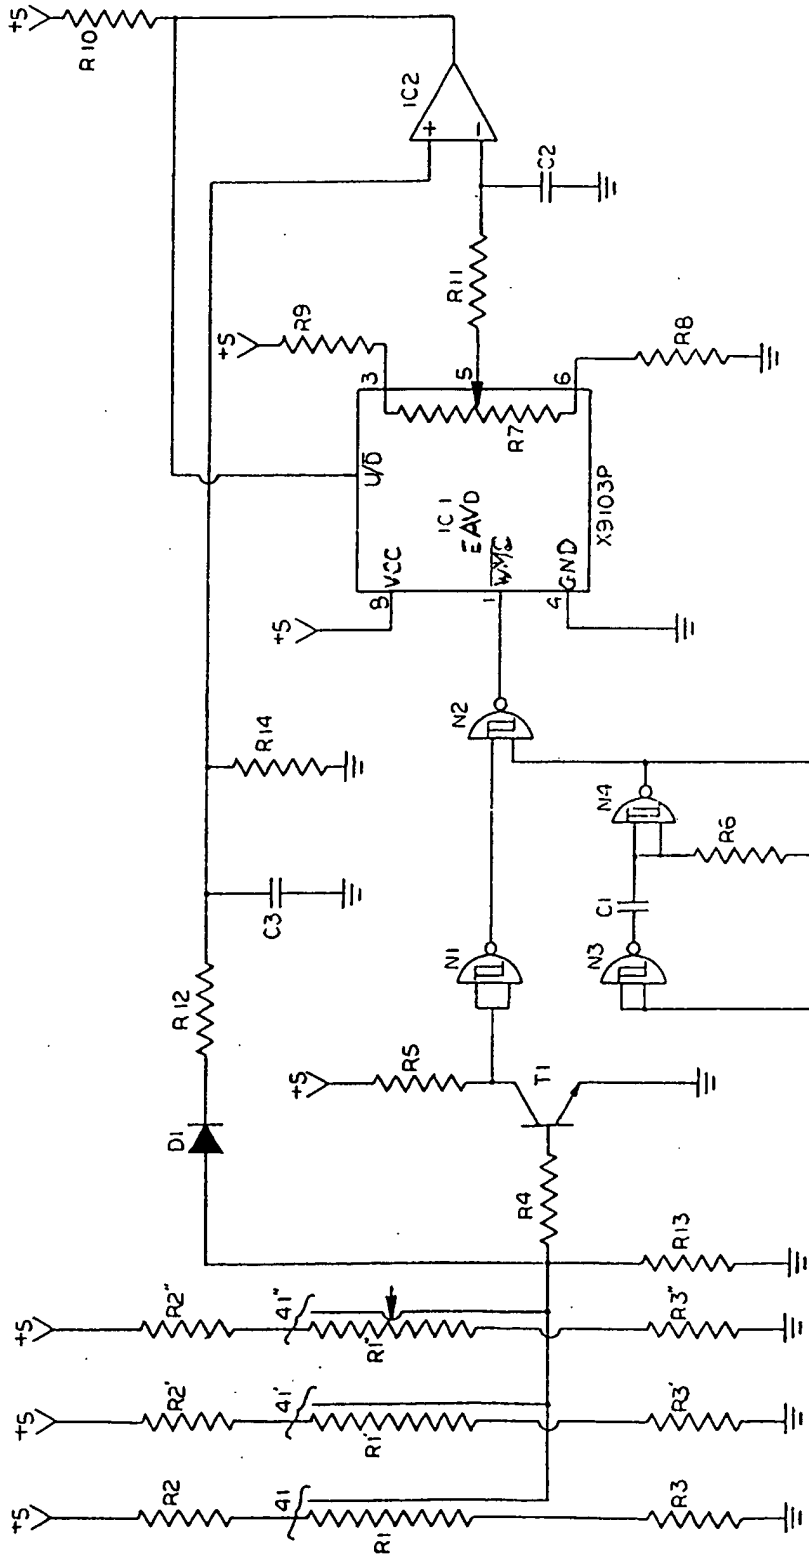 +5
R10
IC2
+
−
C2
R11
+5
R9
3
5
6
R7
R8
U/D̅
IC1
EAVD
X9103P
VCC
GND
8
1
4
+5
N2
R14
N4
R6
C3
C1
N1
N3
R12
+5
R5
T1
D1
R4
R13
+5
R2"
41"
R1"
R3"
+5
R2'
41'
R1'
R3'
+5
R2
41
R1
R3